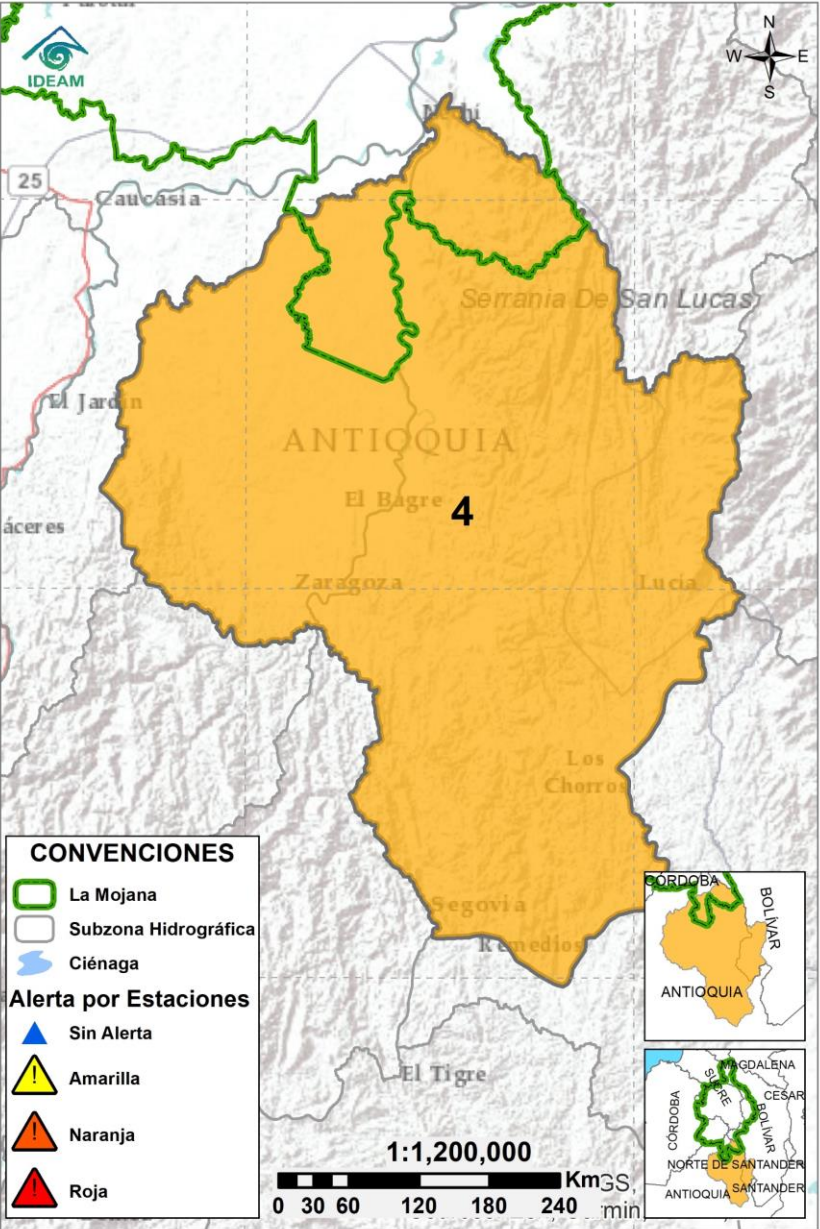 IDEAM
N
W E
S
Nechí
25
Caucasia
Serranía De San Lucas
El Jardín
ANTIOQUIA
El Bagre
4
áceres
Zaragoza
Lucía
Los
Chorros
Segovia
Remedios
El Tigre
CONVENCIONES
La Mojana
Subzona Hidrográfica
Ciénaga
Alerta por Estaciones
Sin Alerta
Amarilla
Naranja
Roja
1:1,200,000
Km
0 30 60 120 180 240
GS,
min
CÓRDOBA
BOLÍVAR
ANTIOQUIA
MAGDALENA
SUCRE
CESAR
CÓRDOBA
BOLÍVAR
NORTE DE SANTANDER
SANTANDER
ANTIOQUIA